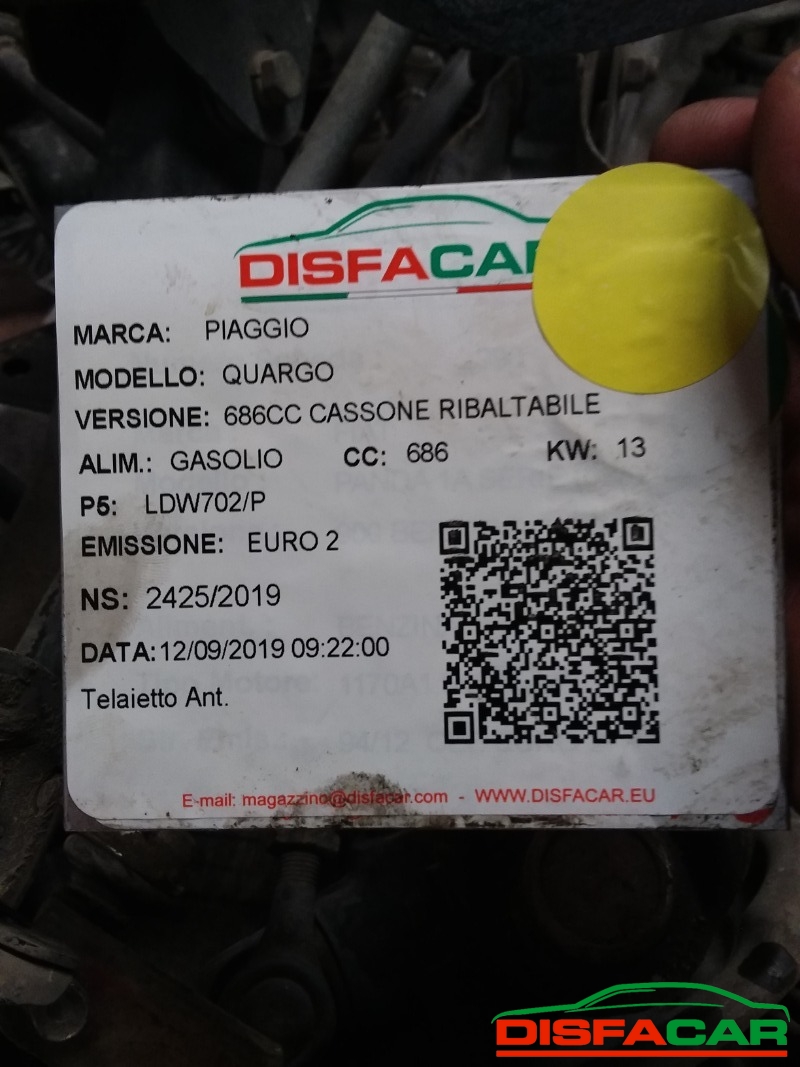 DISFACAR
MARCA: PIAGGIO
MODELLO: QUARGO
VERSIONE: 686CC CASSONE RIBALTABILE
ALIM.: GASOLIO CC: 686 KW: 13
P5: LDW702/P
EMISSIONE: EURO 2
NS: 2425/2019
DATA: 12/09/2019 09:22:00
Telaietto Ant.
E-mail: magazzino@disfacar.com - WWW.DISFACAR.EU
DISFACAR